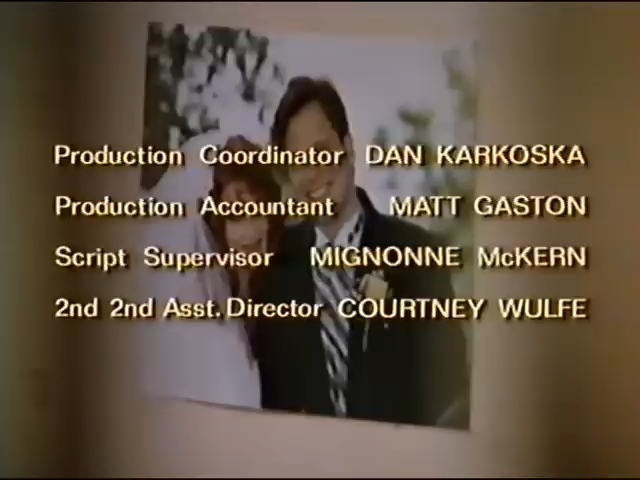 Production Coordinator DAN KARKOSKA
Production Accountant MATT GASTON
Script Supervisor MIGNONNE McKERN
2nd 2nd Asst. Director COURTNEY WULFE